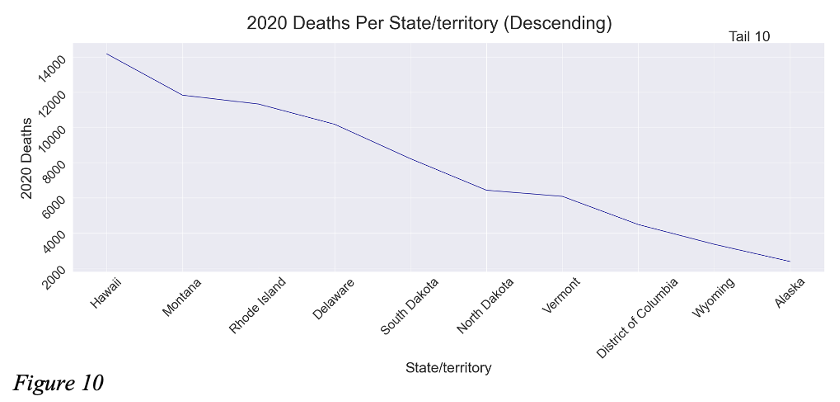 2020 Deaths Per State/territory (Descending)
Tail 10
2020 Deaths
14000
12000
10000
8000
6000
4000
2000
Hawaii
Montana
Rhode Island
Delaware
South Dakota
North Dakota
Vermont
District of Columbia
Wyoming
Alaska
State/territory
Figure 10